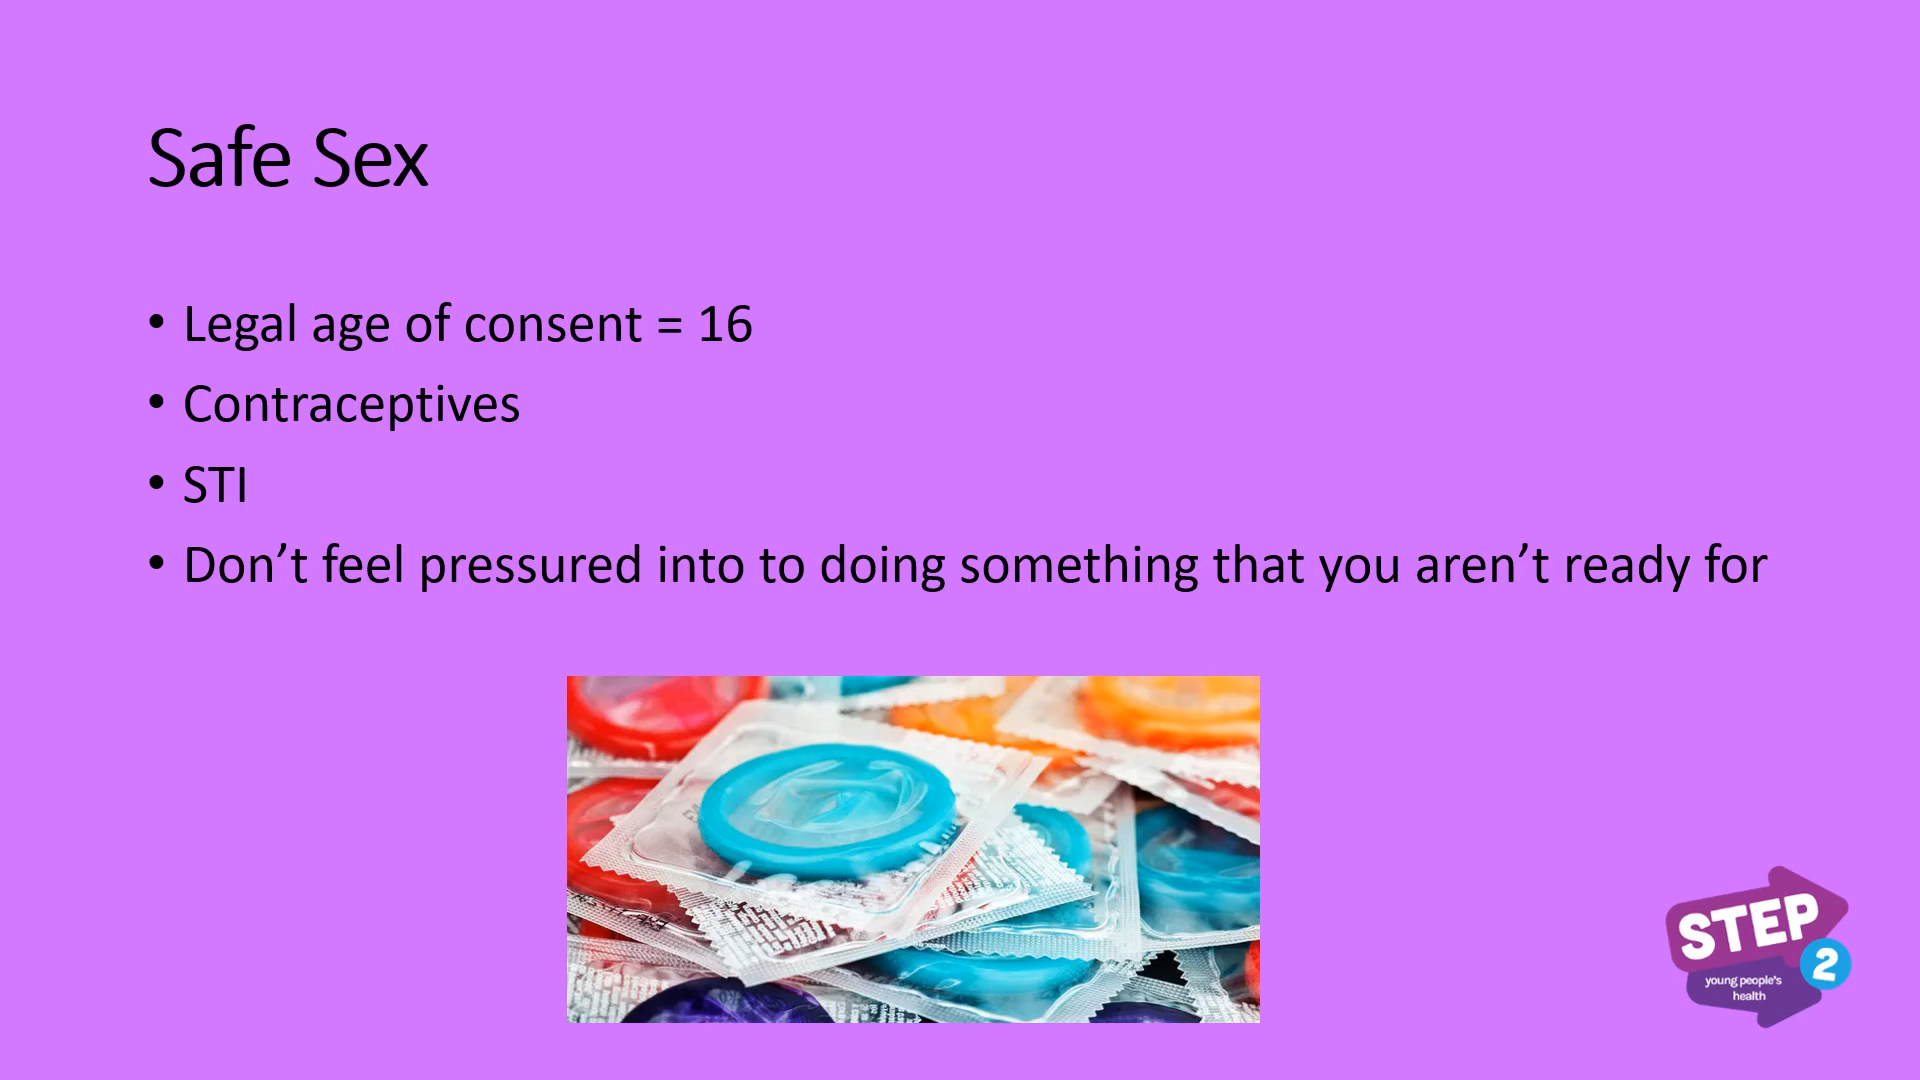 Safe Sex
• Legal age of consent = 16
• Contraceptives
• STI
• Don’t feel pressured into to doing something that you aren’t ready for
STEP
2
young people's
health